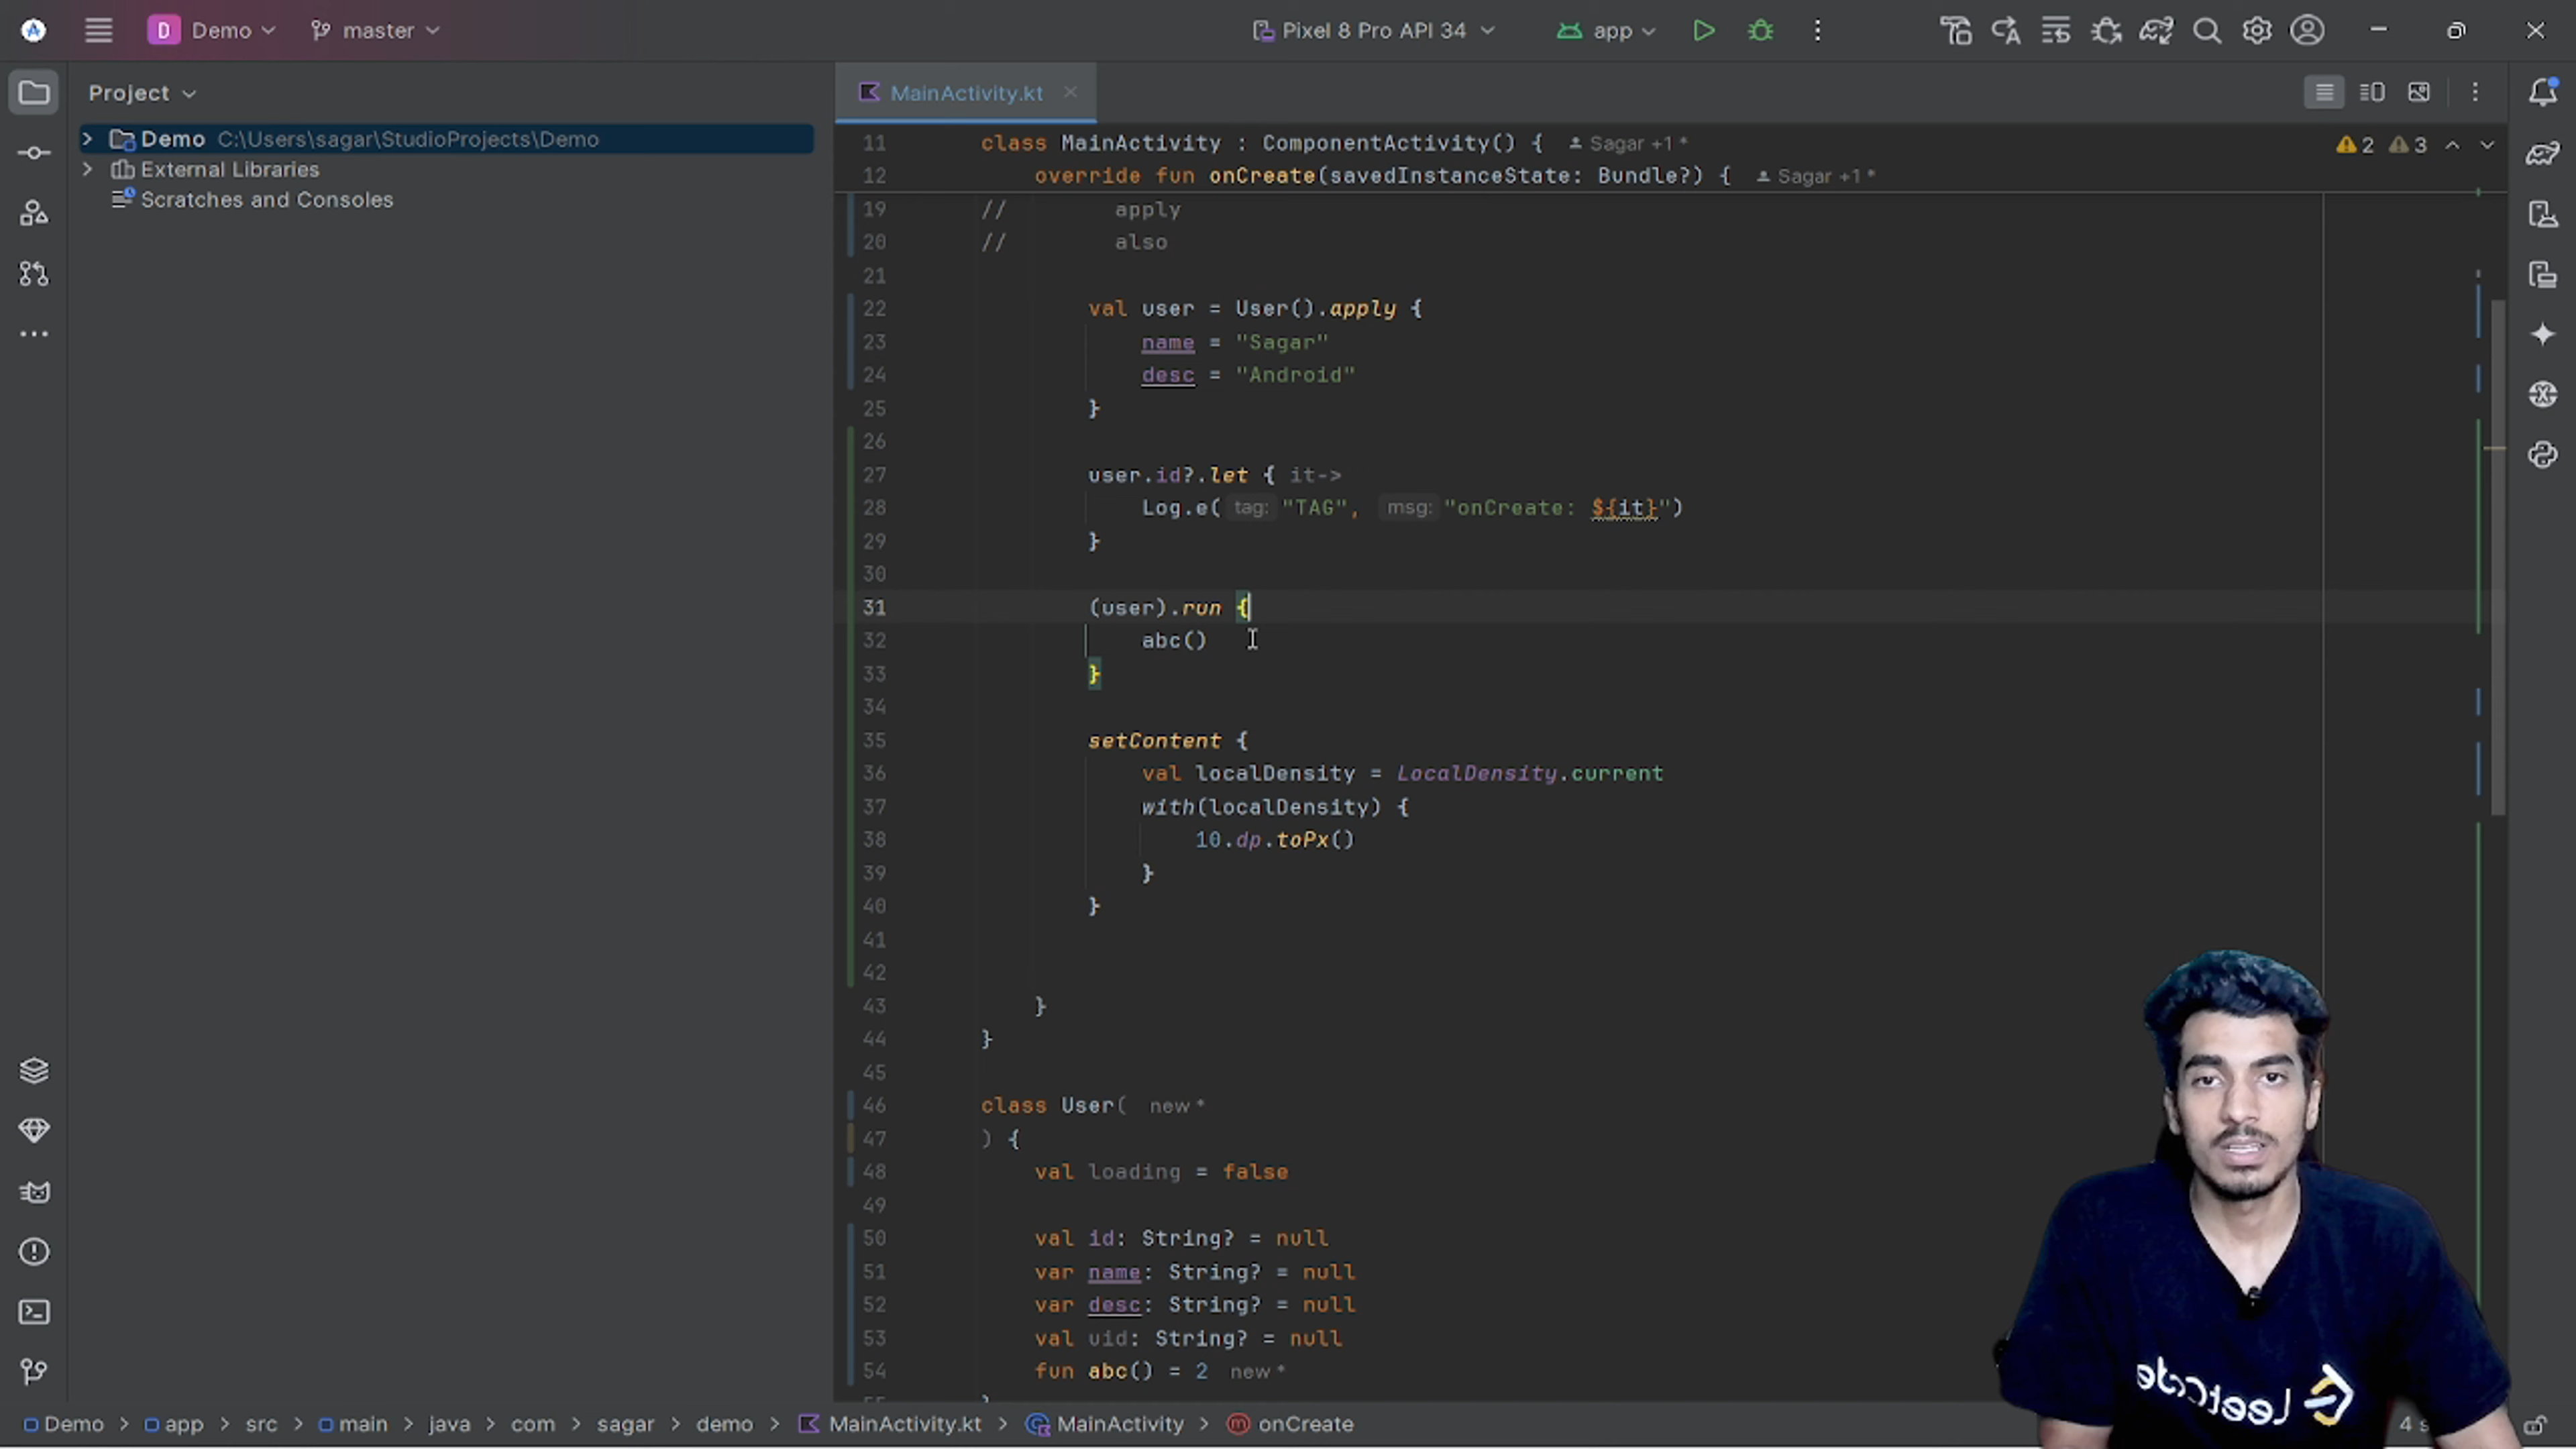 D Demo master Pixel 8 Pro API 34 app
Project
MainActivity.kt
Demo C:\Users\sagar\StudioProjects\Demo
External Libraries
Scratches and Consoles
11 class MainActivity : ComponentActivity() { Sagar +1 * 2 3
12 override fun onCreate(savedInstanceState: Bundle?) { Sagar +1 *
19 // apply
20 // also
21
22 val user = User().apply {
23 name = "Sagar"
24 desc = "Android"
25 }
26
27 user.id?.let { it->
28 Log.e( tag: "TAG", msg: "onCreate: ${it}")
29 }
30
31 (user).run {
32 abc()
33 }
34
35 setContent {
36 val localDensity = LocalDensity.current
37 with(localDensity) {
38 10.dp.toPx()
39 }
40 }
41
42
43 }
44 }
45
46 class User( new *
47 ) {
48 val loading = false
49
50 val id: String? = null
51 var name: String? = null
52 var desc: String? = null
53 val uid: String? = null
54 fun abc() = 2 new *
LeetCode
Demo > app > src > main > java > com > sagar > demo > MainActivity.kt > MainActivity > onCreate